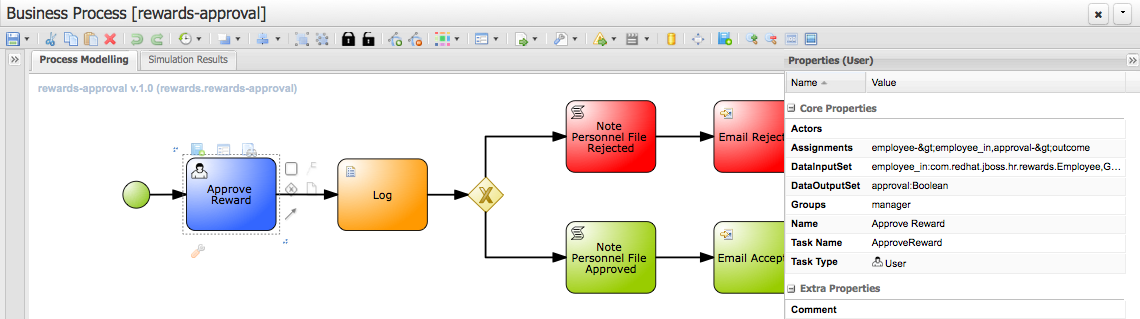 Business Process [rewards-approval]
Process Modelling
Simulation Results
rewards-approval v.1.0 (rewards.rewards-approval)
Approve
Reward
Log
X
Note
Personnel File
Rejected
Email Reject
Note
Personnel File
Approved
Email Accept
Properties (User)
Name Value
Core Properties
Actors
Assignments employee-&gt;employee_in,approval-&gt;outcome
DataInputSet employee_in:com.redhat.jboss.hr.rewards.Employee,G...
DataOutputSet approval:Boolean
Groups manager
Name Approve Reward
Task Name ApproveReward
Task Type User
Extra Properties
Comment